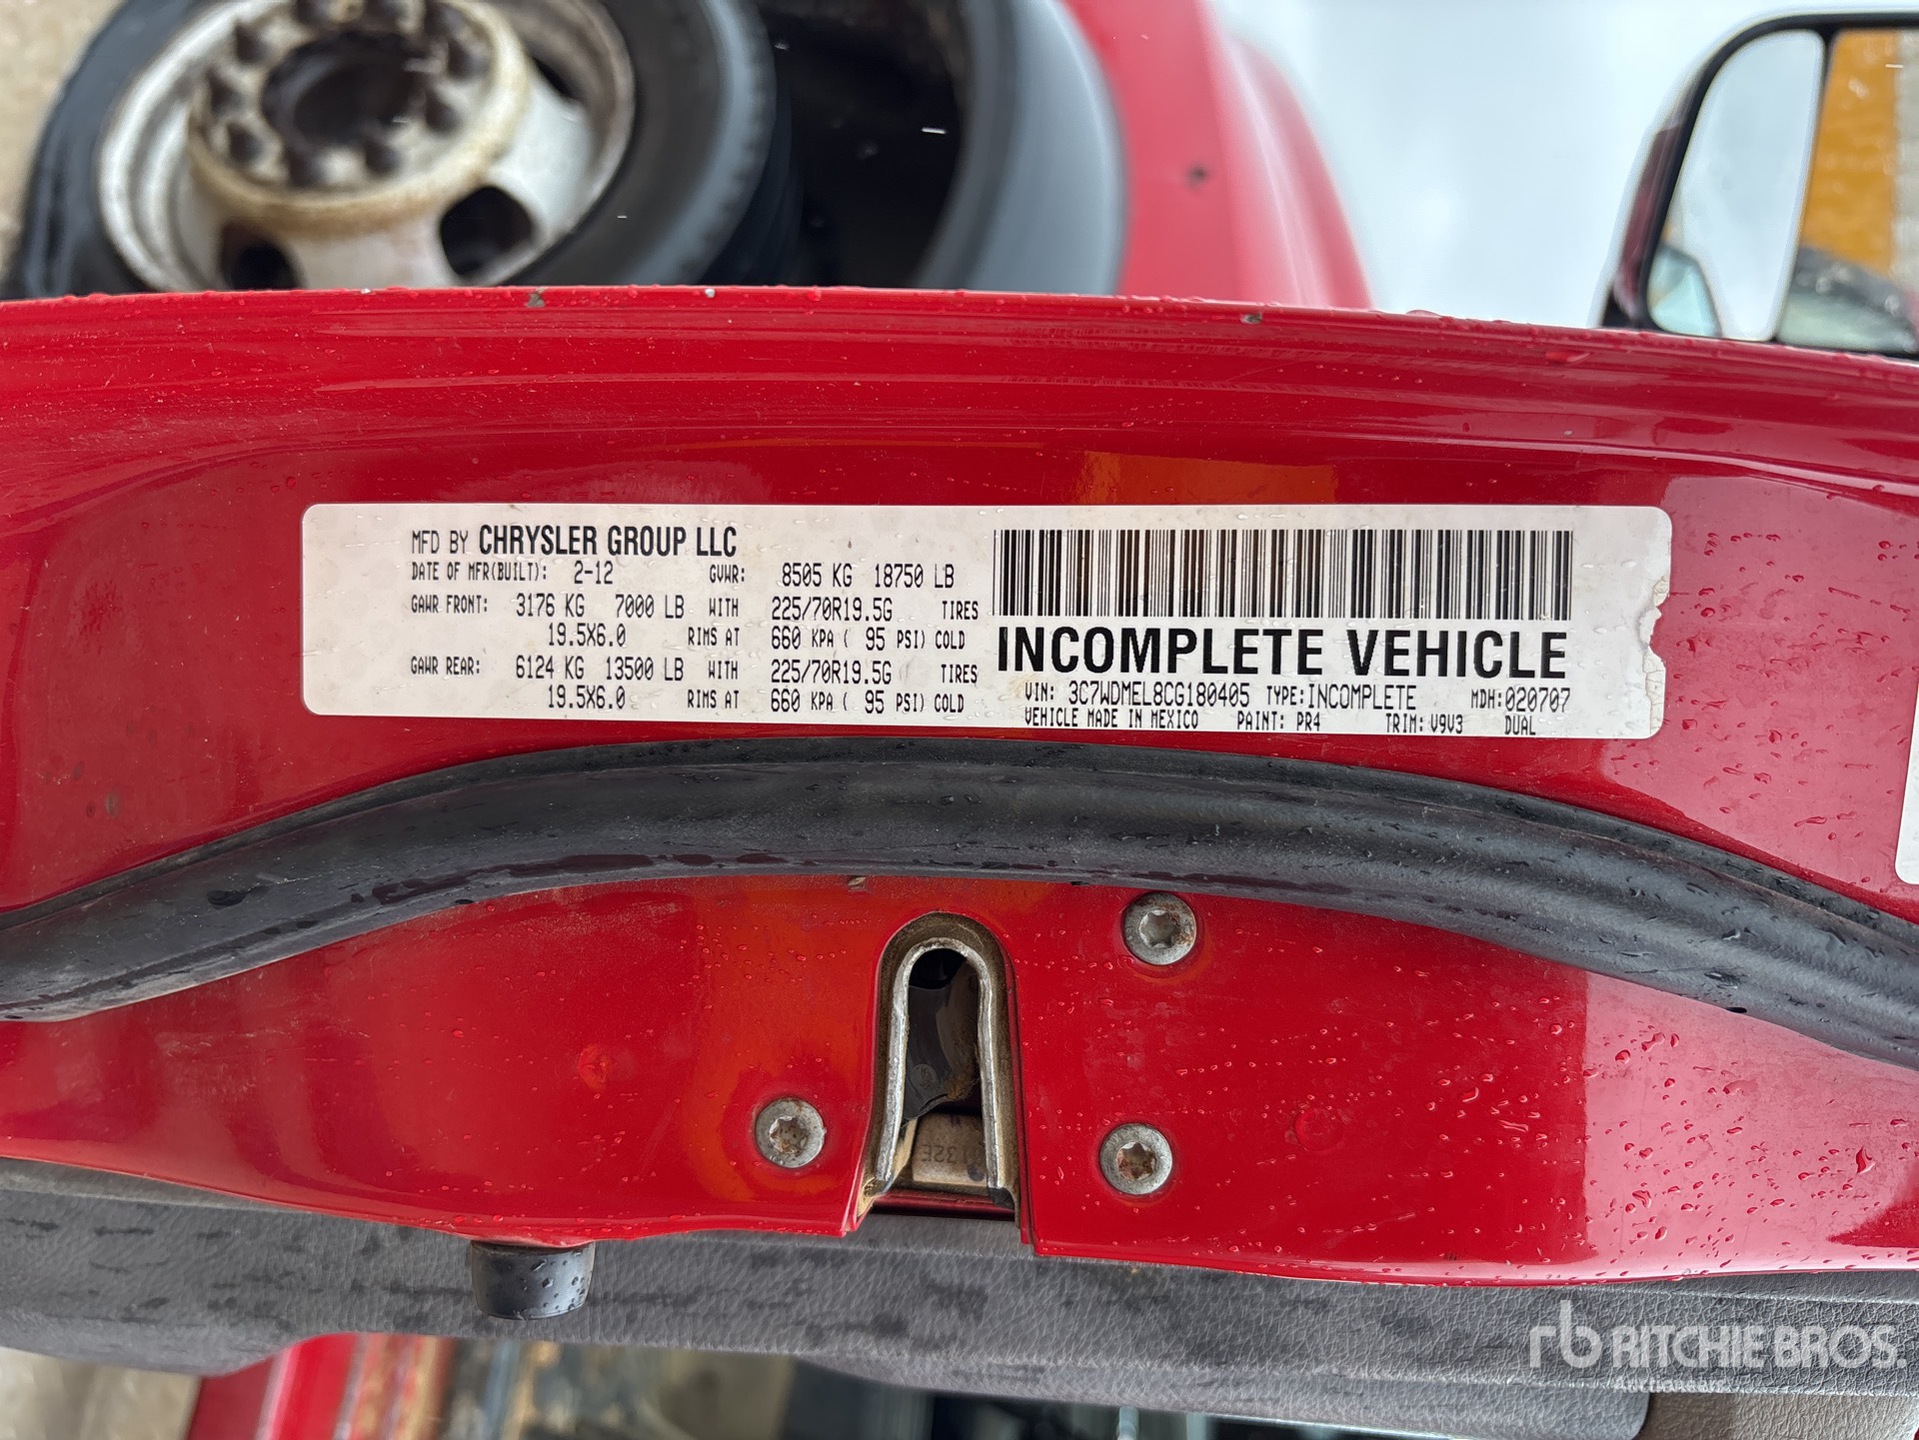 MFD BY CHRYSLER GROUP LLC
DATE OF MFR(BUILT): 2-12 GVWR: 8505 KG 18750 LB
GAWR FRONT: 3176 KG 7000 LB WITH 225/70R19.5G TIRES
19.5X6.0 RIMS AT 660 KPA ( 95 PSI) COLD
GAWR REAR: 6124 KG 13500 LB WITH 225/70R19.5G TIRES
19.5X6.0 RIMS AT 660 KPA ( 95 PSI) COLD
INCOMPLETE VEHICLE
VIN: 3C7WDMEL8CG180405 TYPE:INCOMPLETE MDH:020707
VEHICLE MADE IN MEXICO PAINT: PR4 TRIM: V9V3 DUAL
rb RITCHIE BROS.
Auctioneers